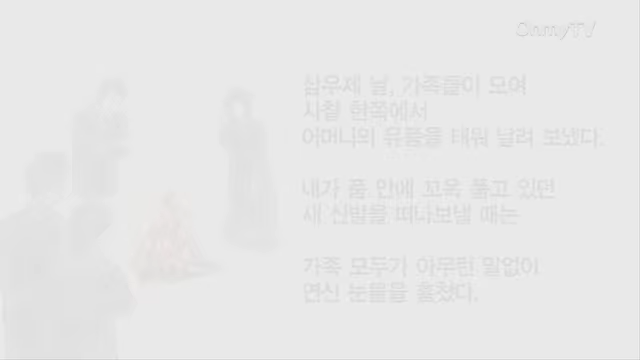 OnmyTV
삼우제 날, 가족들이 모여
사찰 한쪽에서
어머니의 유품을 태워 날려 보냈다.
내가 품 안에 꼬옥 품고 있던
새 신발을 떠나보낼 때는
가족 모두가 아무런 말없이
연신 눈물을 훔쳤다.